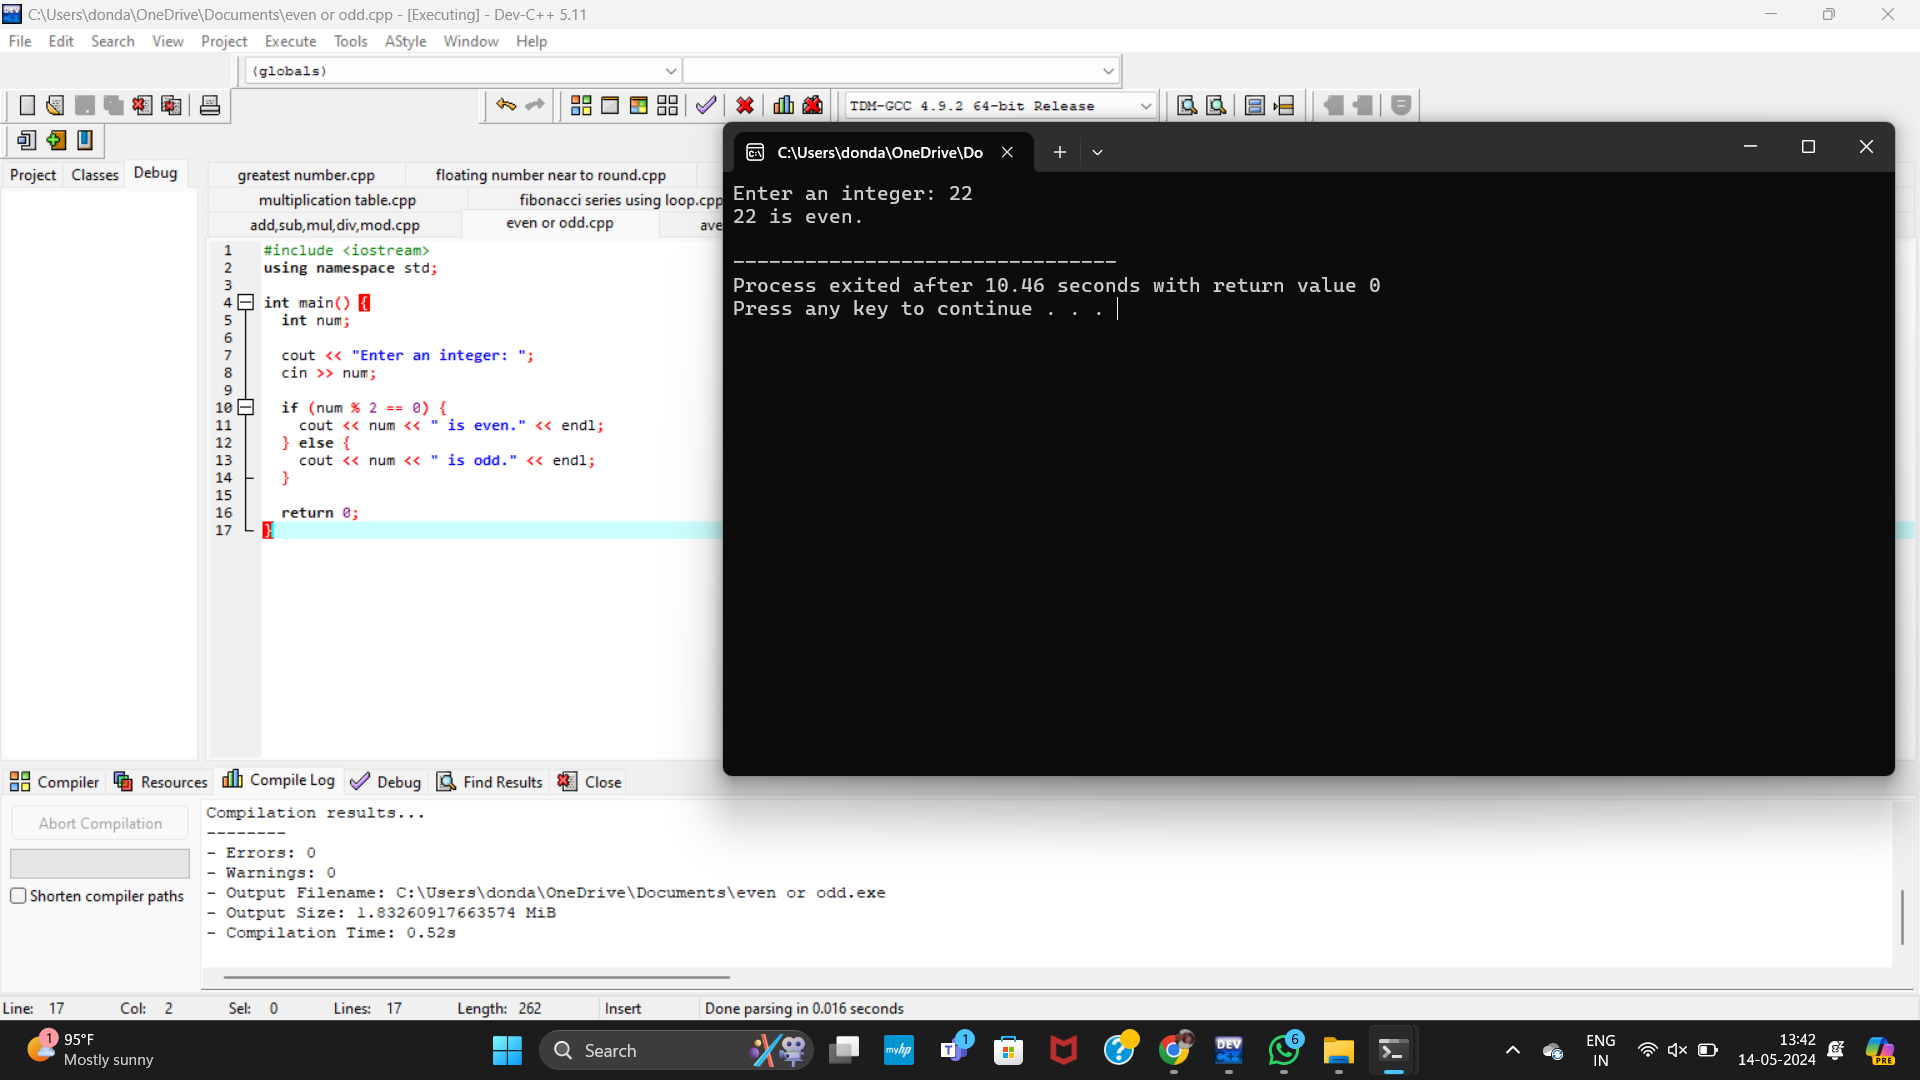 C:\Users\donda\OneDrive\Documents\even or odd.cpp - [Executing] - Dev-C++ 5.11
File Edit Search View Project Execute Tools AStyle Window Help
(globals)
TDM-GCC 4.9.2 64-bit Release
Project Classes Debug
greatest number.cpp floating number near to round.cpp
multiplication table.cpp fibonacci series using loop.cpp
add,sub,mul,div,mod.cpp even or odd.cpp ave
1 #include <iostream>
2 using namespace std;
3
4 int main() {
5 int num;
6
7 cout << "Enter an integer: ";
8 cin >> num;
9
10 if (num % 2 == 0) {
11 cout << num << " is even." << endl;
12 } else {
13 cout << num << " is odd." << endl;
14 }
15
16 return 0;
17 }
C:\Users\donda\OneDrive\Do
Enter an integer: 22
22 is even.
--------------------------------
Process exited after 10.46 seconds with return value 0
Press any key to continue . . .
Compiler Resources Compile Log Debug Find Results Close
Abort Compilation
Shorten compiler paths
Compilation results...
--------
- Errors: 0
- Warnings: 0
- Output Filename: C:\Users\donda\OneDrive\Documents\even or odd.exe
- Output Size: 1.83260917663574 MiB
- Compilation Time: 0.52s
Line: 17 Col: 2 Sel: 0 Lines: 17 Length: 262 Insert Done parsing in 0.016 seconds
1
95°F
Mostly sunny
Search
myhp
1
DEV
C++
6
ENG
IN
13:42
14-05-2024
PRE